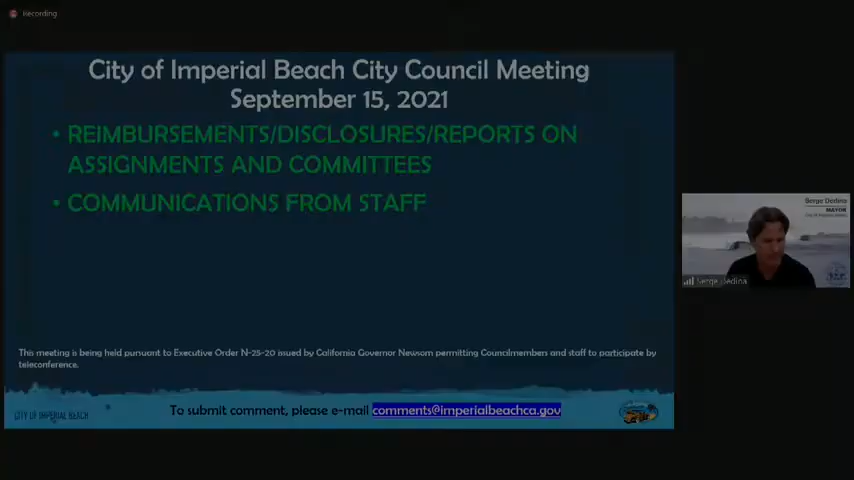 Recording
City of Imperial Beach City Council Meeting
September 15, 2021
• REIMBURSEMENTS/DISCLOSURES/REPORTS ON
ASSIGNMENTS AND COMMITTEES
• COMMUNICATIONS FROM STAFF
Serge Dedina
MAYOR
Serge Dedina
This meeting is being held pursuant to Executive Order N-25-20 issued by California Governor Newsom permitting Councilmembers and staff to participate by
teleconference.
CITY OF IMPERIAL BEACH
To submit comment, please e-mail comments@imperialbeachca.gov